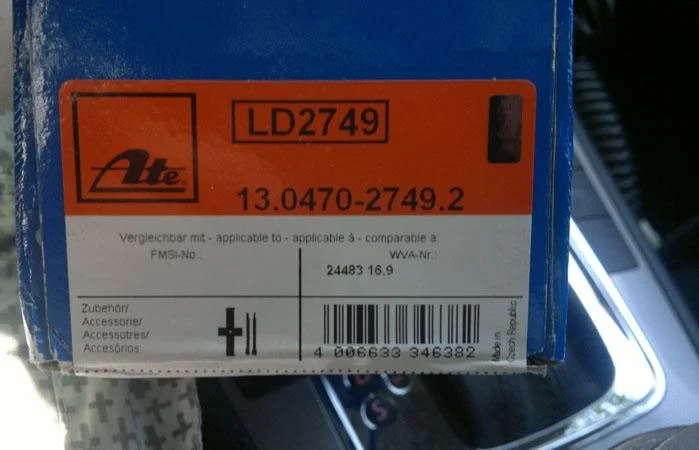 Ate
LD2749
13.0470-2749.2
Vergleichbar mit - applicable to - applicable á - comparable a:
FMSI-No.:
WVA-Nr.:
24483 16,9
Zubehör/
Accessorie/
Accessotres/
Accesórios:
4 006633 346382
Made in
Czech Republic